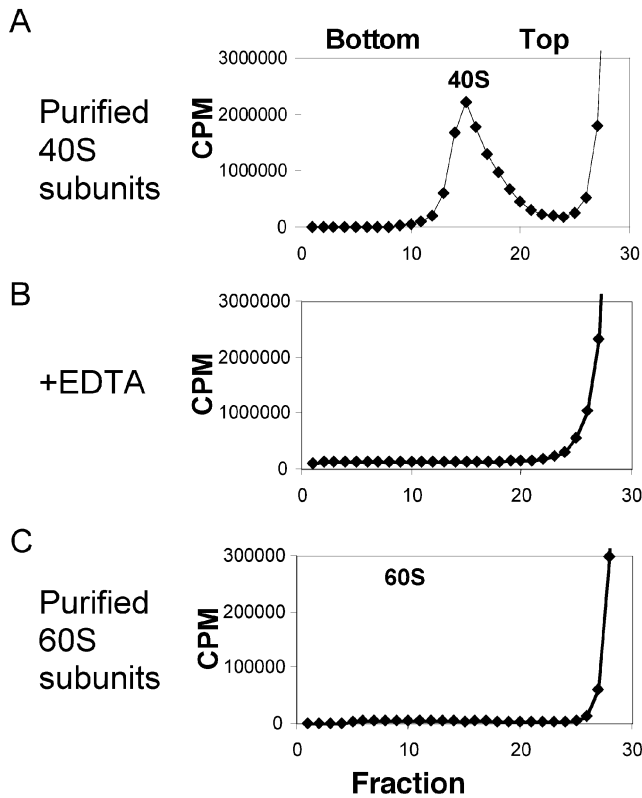 A
Bottom
Top
Purified
40S
subunits
CPM
3000000
2000000
1000000
0
40S
0
10
20
30
B
+EDTA
CPM
3000000
2000000
1000000
0
0
10
20
30
C
Purified
60S
subunits
CPM
300000
200000
100000
0
60S
0
10
20
30
Fraction